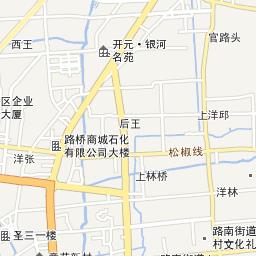 官路头
西王
开元·银河
名苑
区企业
大厦
上洋邱
后王
路桥商城石化
有限公司大楼
松椒线
洋张
上林桥
洋林
圣三一楼
路南街道
村文化礼